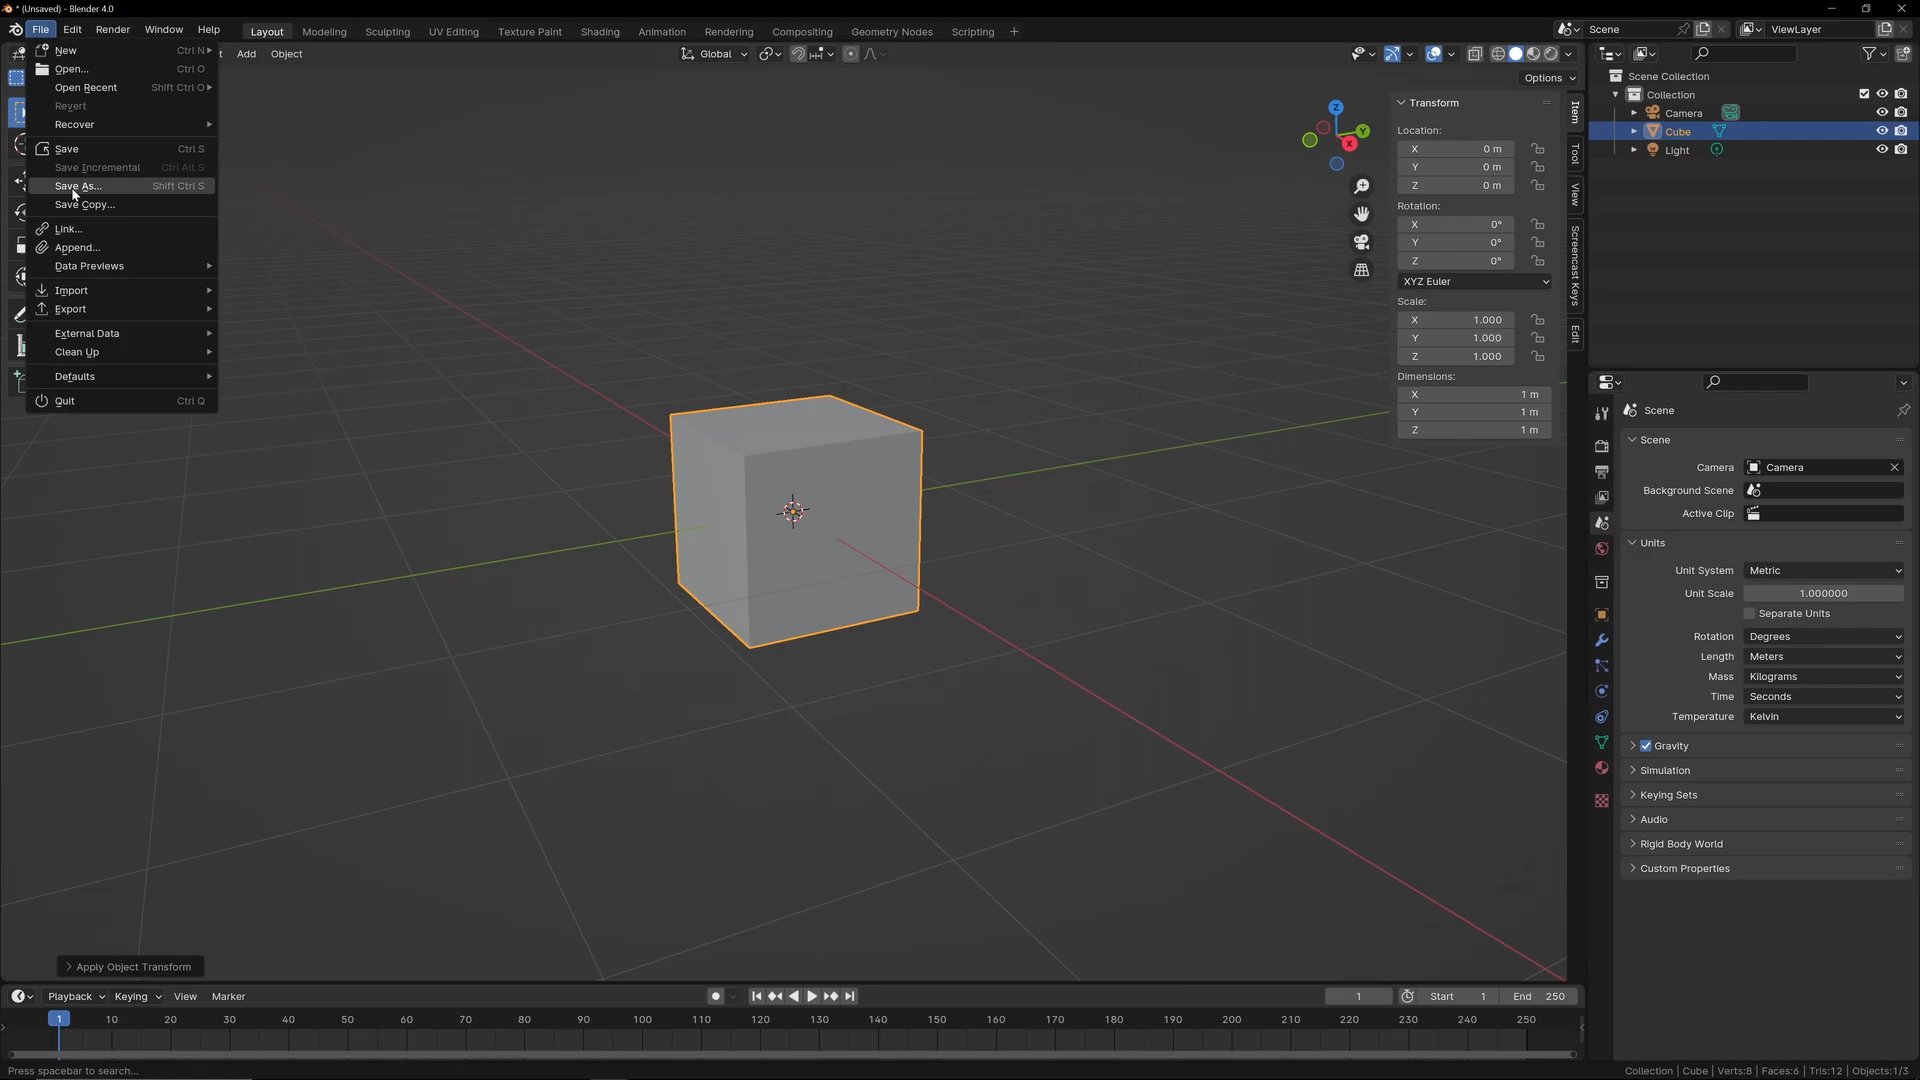 * (Unsaved) - Blender 4.0
File Edit Render Window Help
Layout Modeling Sculpting UV Editing Texture Paint Shading Animation Rendering Compositing Geometry Nodes Scripting +
Scene
ViewLayer
New Ctrl N
Open... Ctrl O
Open Recent Shift Ctrl O
Revert
Recover
Save Ctrl S
Save Incremental Ctrl Alt S
Save As... Shift Ctrl S
Save Copy...
Link...
Append...
Data Previews
Import
Export
External Data
Clean Up
Defaults
Quit Ctrl Q
Add Object
Global
Options
Z
Y
X
Transform
Location:
X 0 m
Y 0 m
Z 0 m
Rotation:
X 0°
Y 0°
Z 0°
XYZ Euler
Scale:
X 1.000
Y 1.000
Z 1.000
Dimensions:
X 1 m
Y 1 m
Z 1 m
Item
Tool
View
Screencast Keys
Edit
Scene Collection
Collection
Camera
Cube
Light
Scene
Scene
Camera Camera
Background Scene
Active Clip
Units
Unit System Metric
Unit Scale 1.000000
Separate Units
Rotation Degrees
Length Meters
Mass Kilograms
Time Seconds
Temperature Kelvin
Gravity
Simulation
Keying Sets
Audio
Rigid Body World
Custom Properties
Apply Object Transform
Playback Keying View Marker
1 Start 1 End 250
1 10 20 30 40 50 60 70 80 90 100 110 120 130 140 150 160 170 180 190 200 210 220 230 240 250
Press spacebar to search...
Collection | Cube | Verts:8 | Faces:6 | Tris:12 | Objects:1/3